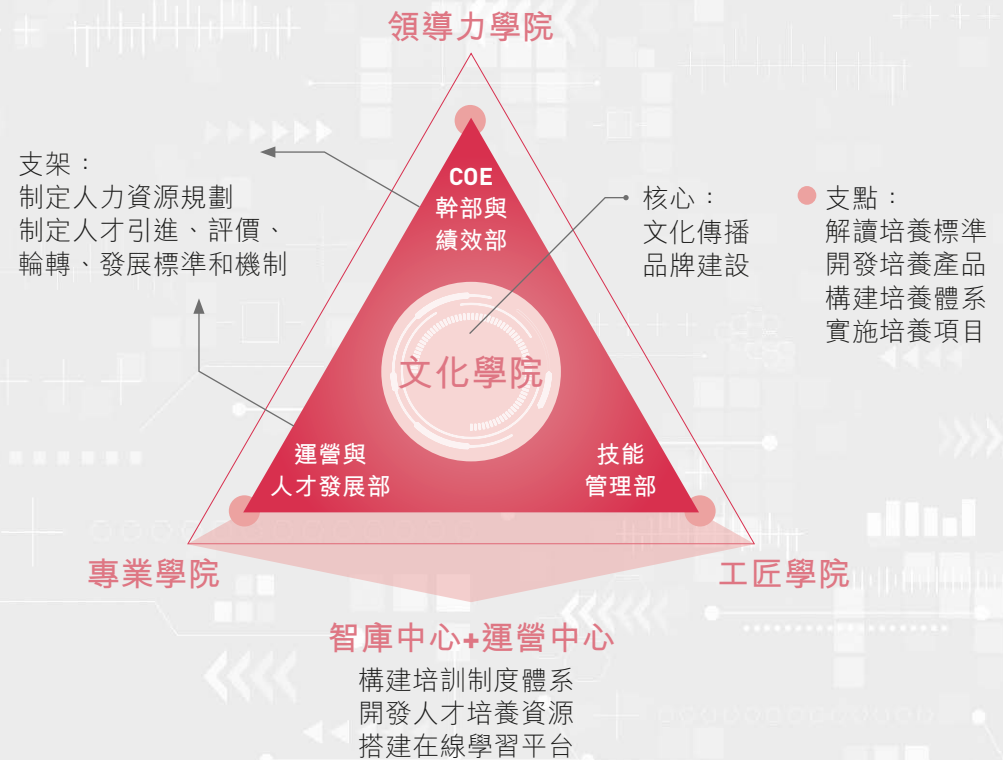 領導力學院
支架：
制定人力資源規劃
制定人才引進、評價、
輪轉、發展標準和機制
COE
幹部與
績效部
核心：
文化傳播
品牌建設
支點：
解讀培養標準
開發培養產品
構建培養體系
實施培養項目
文化學院
運營與
人才發展部
技能
管理部
專業學院
工匠學院
智庫中心+運營中心
構建培訓制度體系
開發人才培養資源
搭建在線學習平台